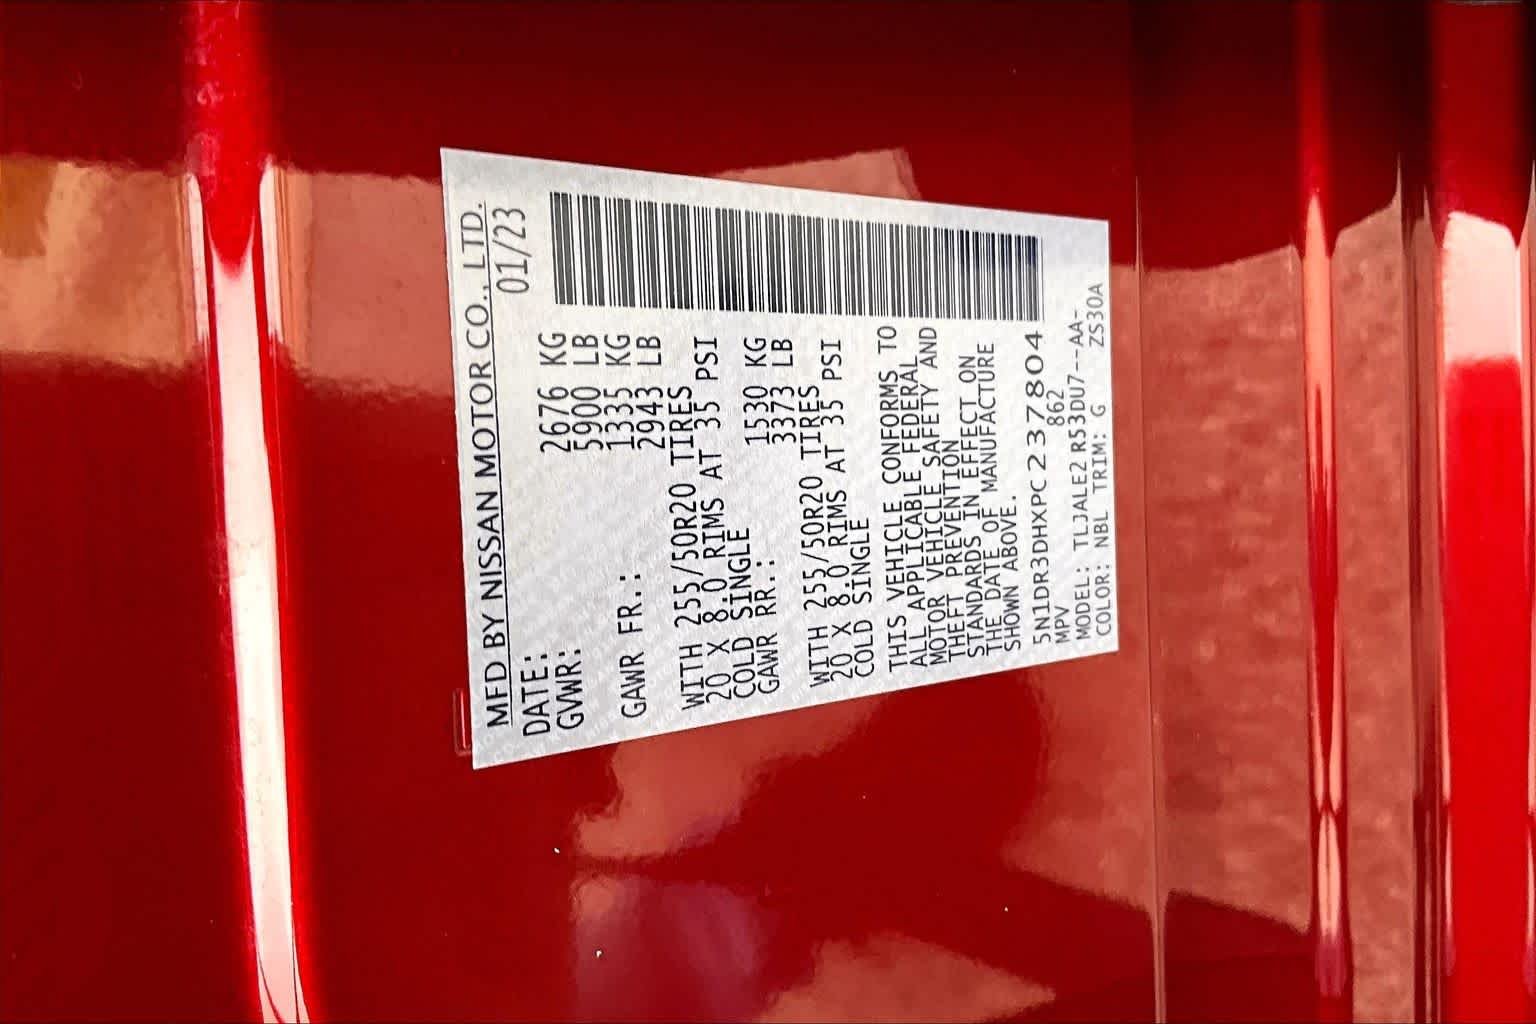 MFD BY NISSAN MOTOR CO., LTD.
DATE: 01/23
GVWR: 2676 KG
5900 LB
GAWR FR.: 1335 KG
2943 LB
WITH 255/50R20 TIRES
20 X 8.0 RIMS AT 35 PSI
COLD SINGLE
GAWR RR.: 1530 KG
3373 LB
WITH 255/50R20 TIRES
20 X 8.0 RIMS AT 35 PSI
COLD SINGLE
THIS VEHICLE CONFORMS TO
ALL APPLICABLE FEDERAL
MOTOR VEHICLE SAFETY AND
THEFT PREVENTION
STANDARDS IN EFFECT ON
THE DATE OF MANUFACTURE
SHOWN ABOVE.
5N1DR3DHXPC237804
MPV 862
MODEL: TLJALE2 R53DU7--AA-
COLOR: NBL TRIM: G ZS30A